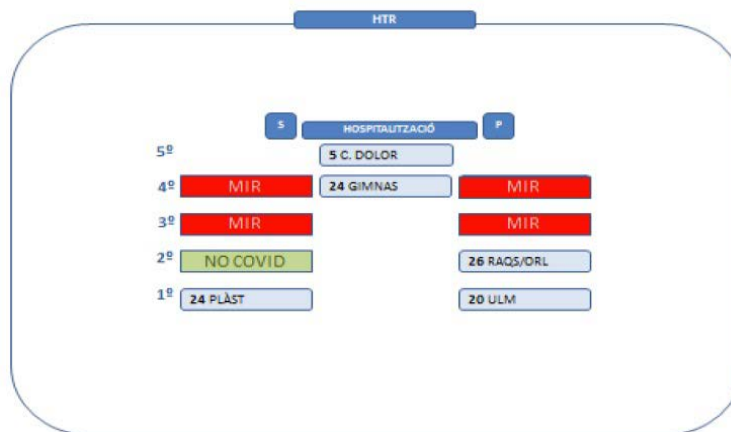 HTR
S HOSPITALITZACIÓ P
5º 5 C. DOLOR
4º MIR 24 GIMNAS MIR
3º MIR MIR
2º NO COVID 26 RAQS/ORL
1º 24 PLÀST 20 ULM